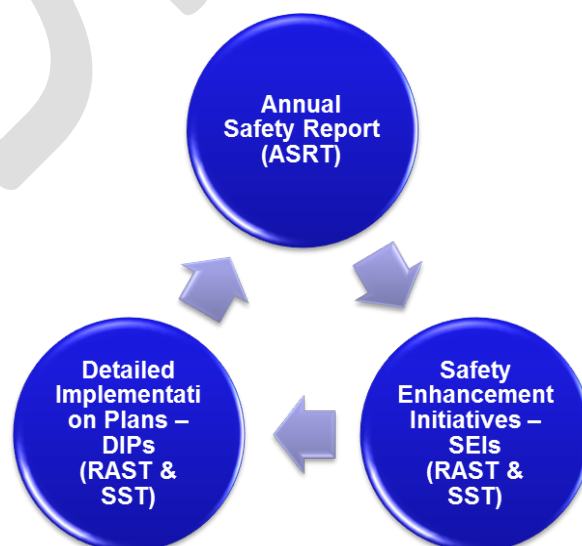 Annual
Safety Report
(ASRT)
Safety
Enhancement
Initiatives –
SEIs
(RAST &
SST)
Detailed
Implementati
on Plans –
DIPs
(RAST &
SST)